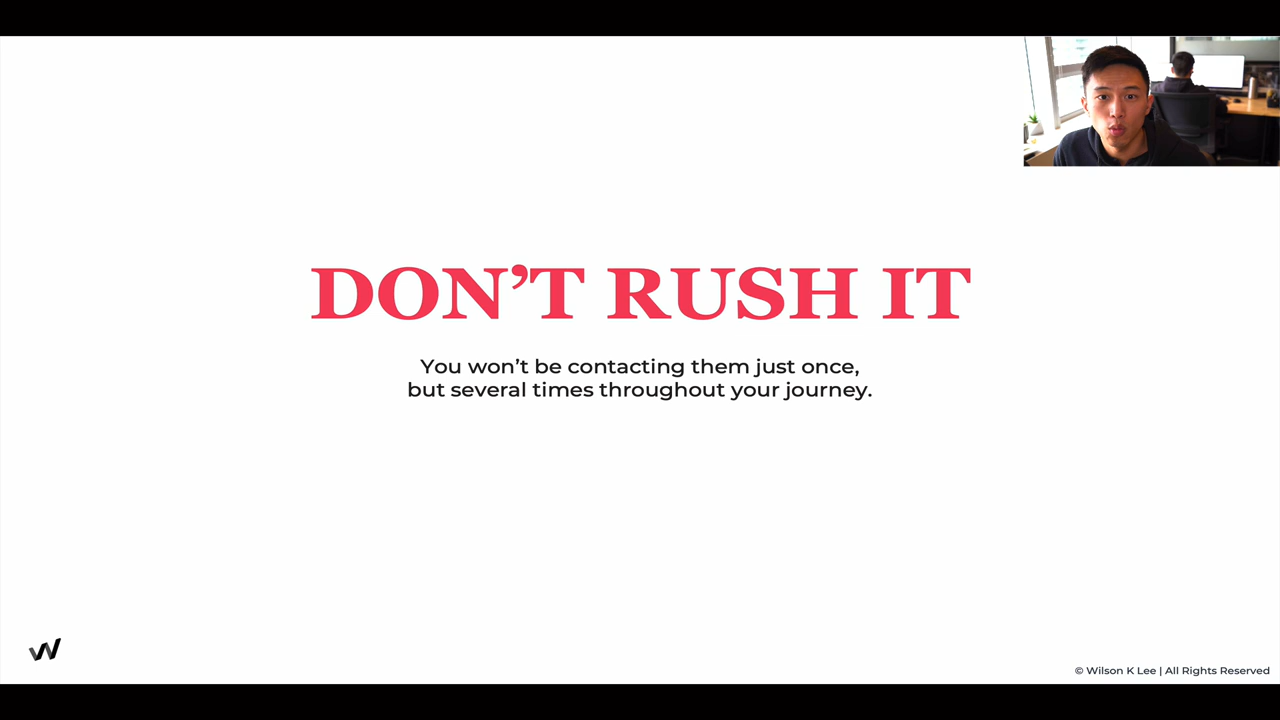 DON’T RUSH IT
You won’t be contacting them just once,
but several times throughout your journey.
© Wilson K Lee | All Rights Reserved